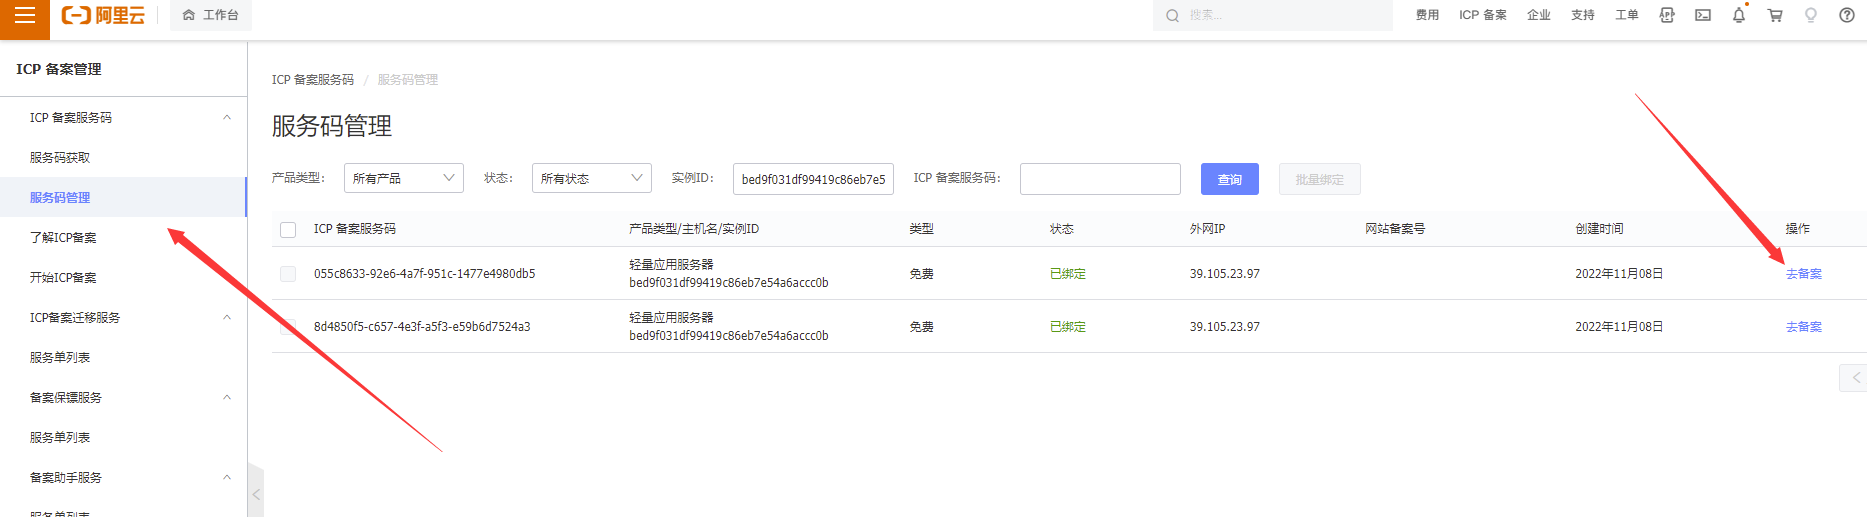 阿里云
工作台
搜索...
费用
ICP 备案
企业
支持
工单
ICP 备案管理
ICP 备案服务码
服务码获取
服务码管理
了解ICP备案
开始ICP备案
ICP备案迁移服务
服务单列表
备案保镖服务
服务单列表
备案助手服务
服务单列表
ICP 备案服务码 / 服务码管理
服务码管理
产品类型: 所有产品 状态: 所有状态 实例ID: bed9f031df99419c86eb7e5 ICP 备案服务码: 查询 批量绑定
ICP 备案服务码 产品类型/主机名/实例ID 类型 状态 外网IP 网站备案号 创建时间 操作
055c8633-92e6-4a7f-951c-1477e4980db5 轻量应用服务器 免费 已绑定 39.105.23.97 2022年11月08日 去备案
bed9f031df99419c86eb7e54a6accc0b
8d4850f5-c657-4e3f-a5f3-e59b6d7524a3 轻量应用服务器 免费 已绑定 39.105.23.97 2022年11月08日 去备案
bed9f031df99419c86eb7e54a6accc0b